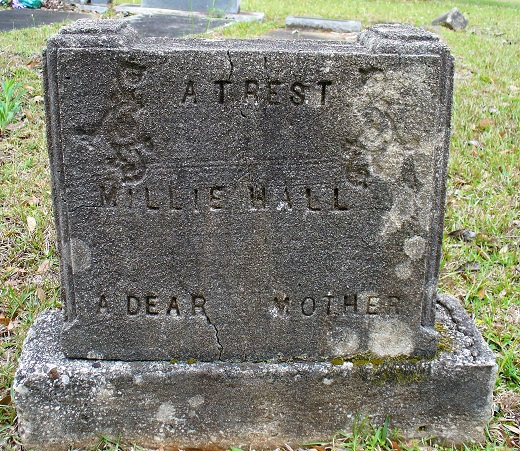 AT REST
MILLIE HALL
A DEAR MOTHER